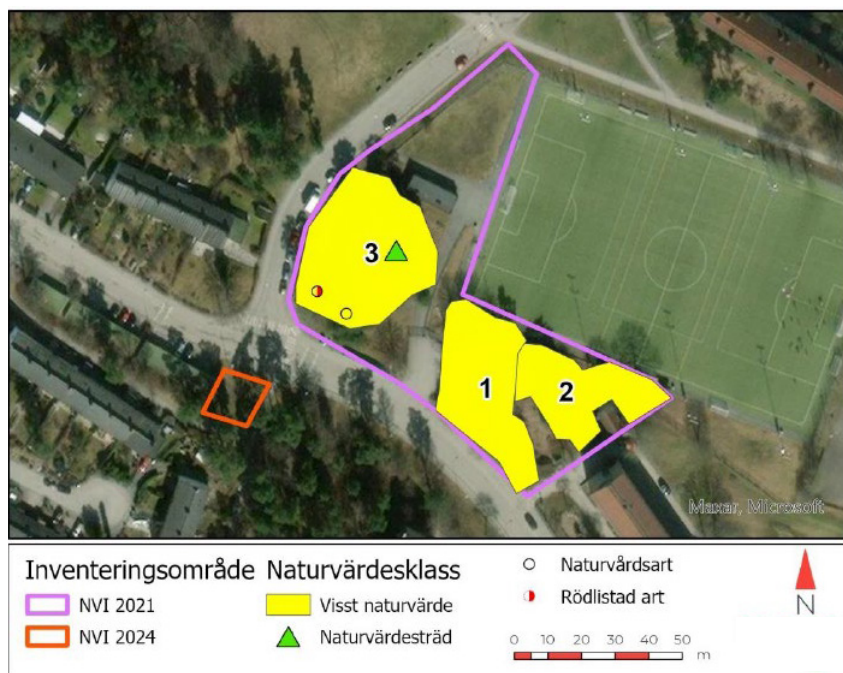 3
1
2
Maxar, Microsoft
Inventeringsområde
NVI 2021
NVI 2024
Naturvärdesklass
Visst naturvärde
Naturvärdesträd
Naturvårdsart
Rödlistad art
N
0 10 20 30 40 50
m